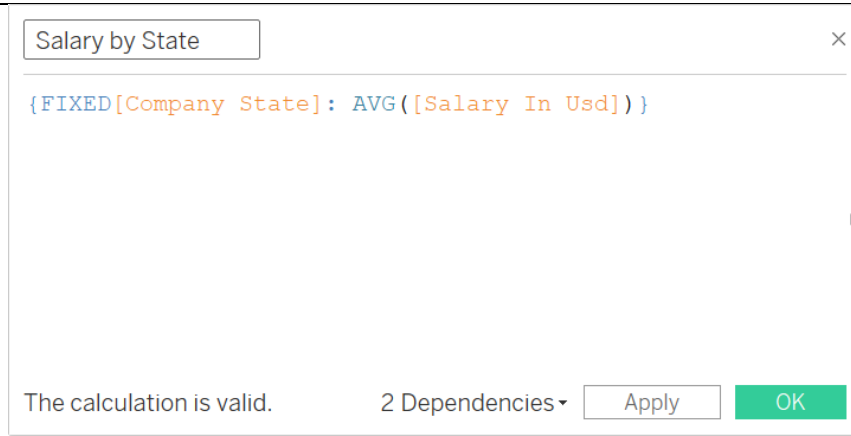 Salary by State
{FIXED[Company State]: AVG([Salary In Usd])}
The calculation is valid. 2 Dependencies Apply OK